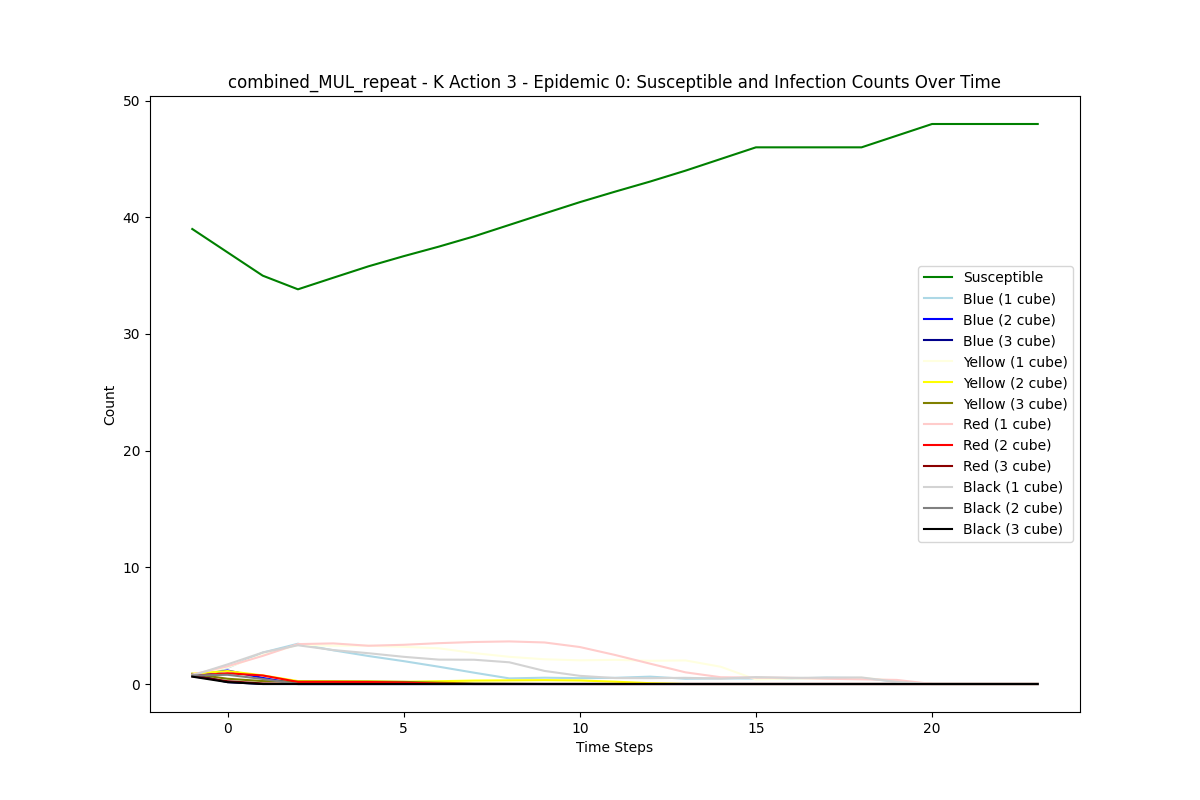 combined_MUL_repeat - K Action 3 - Epidemic 0: Susceptible and Infection Counts Over Time
50
40
30
20
10
0
Count
Susceptible
Blue (1 cube)
Blue (2 cube)
Blue (3 cube)
Yellow (1 cube)
Yellow (2 cube)
Yellow (3 cube)
Red (1 cube)
Red (2 cube)
Red (3 cube)
Black (1 cube)
Black (2 cube)
Black (3 cube)
0 5 10 15 20
Time Steps